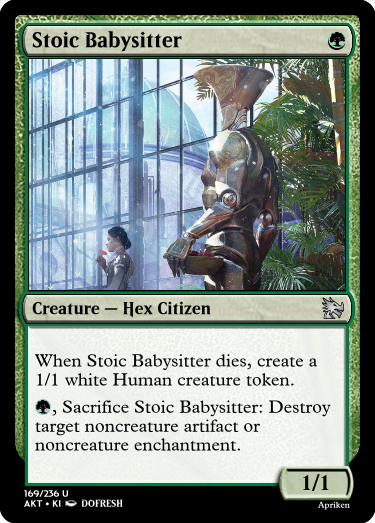 Stoic Babysitter
Creature — Hex Citizen
When Stoic Babysitter dies, create a
1/1 white Human creature token.
, Sacrifice Stoic Babysitter: Destroy
target noncreature artifact or
noncreature enchantment.
1/1
169/236 U
AKT • KI DOFRESH
Apriken